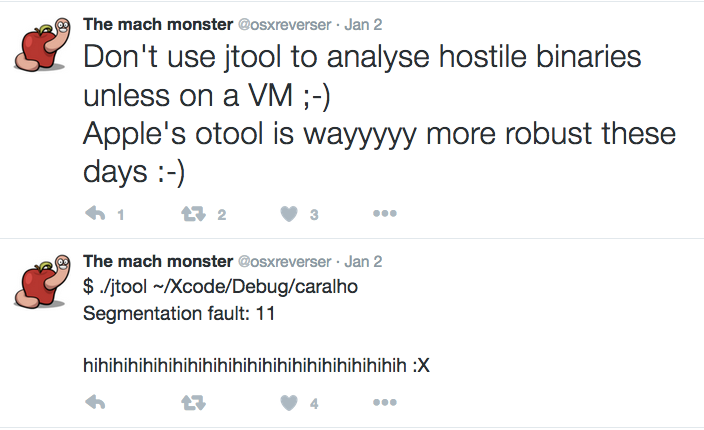 The mach monster @osxreverser · Jan 2
Don't use jtool to analyse hostile binaries
unless on a VM ;-)
Apple's otool is wayyyyy more robust these
days :-)
1 2 3
The mach monster @osxreverser · Jan 2
$ ./jtool ~/Xcode/Debug/caralho
Segmentation fault: 11
hihihihihihihihihihihihihihihihihihihihihihih :X
4